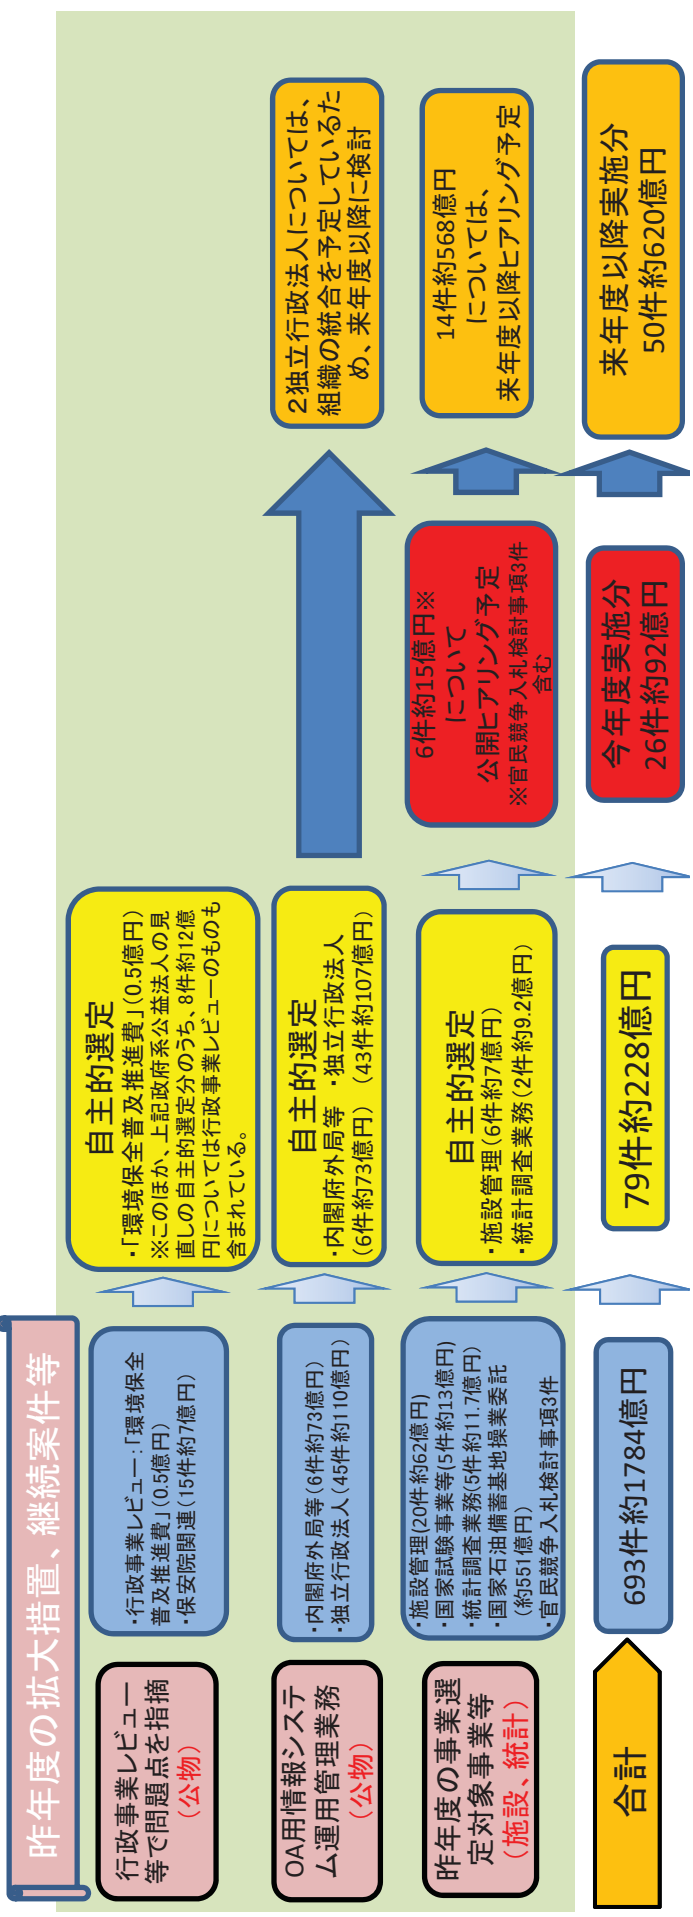 昨年度の拡大措置、継続案件等
行政事業レビュー
等で問題点を指摘
(公物)
・行政事業レビュー:「環境保全
普及推進費」(0.5億円)
・保安院関連(15件約7億円)
自主的選定
・「環境保全普及推進費」(0.5億円)
※このほか、上記政府系公益法人の見
直しの自主的選定分のうち、8件約12億
円については行政事業レビューのものも
含まれている。
OA用情報システ
ム運用管理業務
(公物)
・内閣府外局等(6件約73億円)
・独立行政法人(45件約110億円)
自主的選定
・内閣府外局等 ・独立行政法人
(6件約73億円) (43件約107億円)
2独立行政法人については、
組織の統合を予定しているた
め、来年度以降に検討
昨年度の事業選
定対象事業等
(施設、統計)
・施設管理(20件約62億円)
・国家試験事業等(5件約13億円)
・統計調査業務(5件約11.7億円)
・国家石油備蓄基地操業委託
(約551億円)
・官民競争入札検討事項3件
自主的選定
・施設管理(6件約7億円)
・統計調査業務(2件約9.2億円)
6件約15億円※
について
公開ヒアリング予定
※官民競争入札検討事項3件
含む
14件約568億円
については、
来年度以降ヒアリング予定
合計
693件約1784億円
79件約228億円
今年度実施分
26件約92億円
来年度以降実施分
50件約620億円